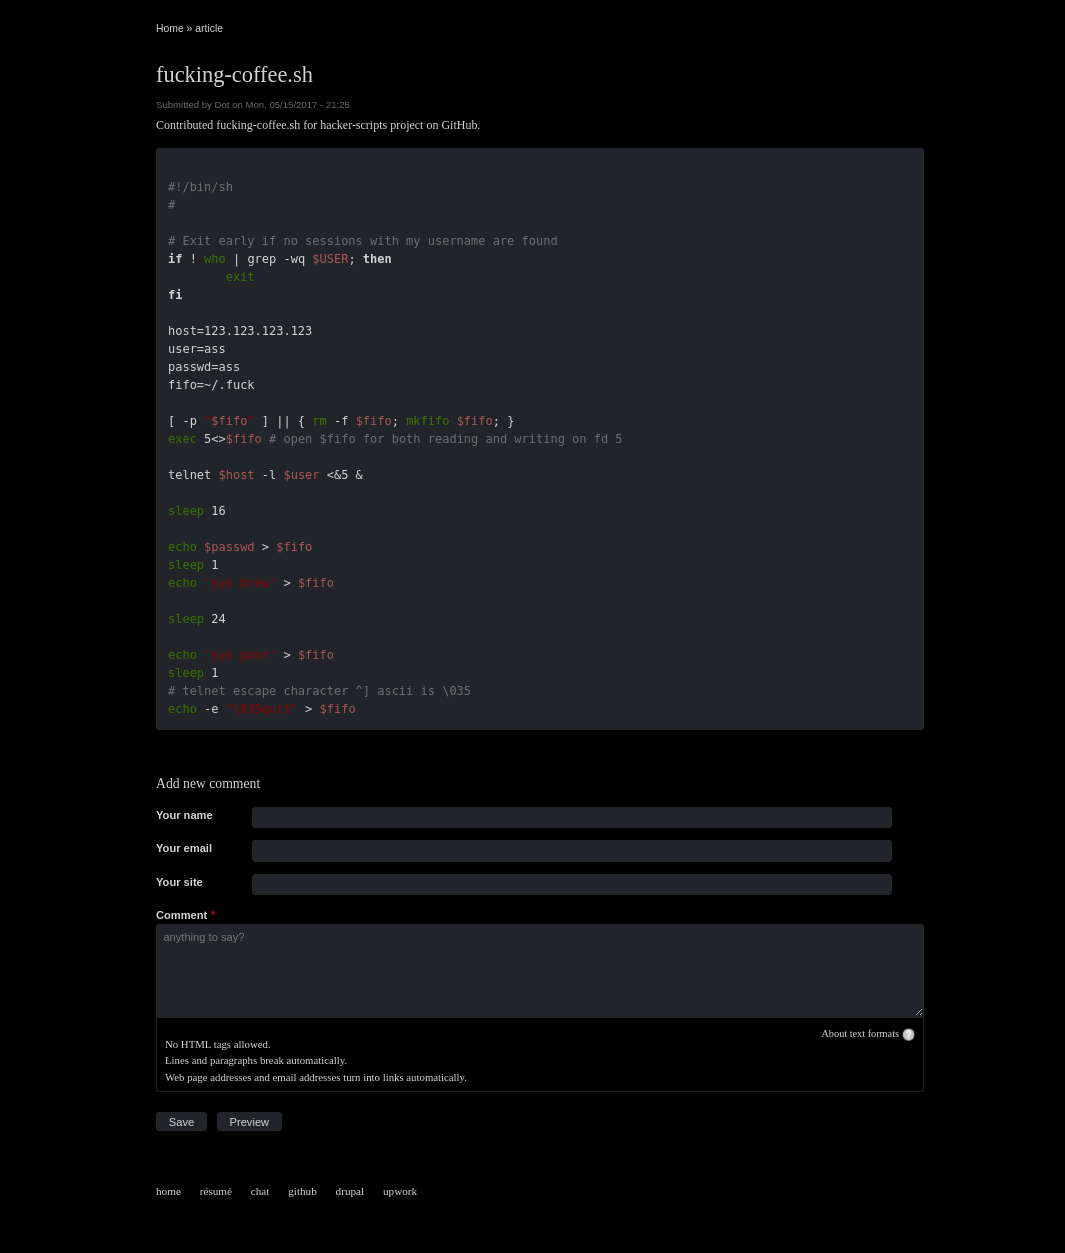 Home » article
fucking-coffee.sh
Submitted by Dot on Mon, 05/15/2017 - 21:25
Contributed fucking-coffee.sh for hacker-scripts project on GitHub.
#!/bin/sh
#
# Exit early if no sessions with my username are found
if ! who | grep -wq $USER; then
        exit
fi
host=123.123.123.123
user=ass
passwd=ass
fifo=~/.fuck
[ -p "$fifo" ] || { rm -f $fifo; mkfifo $fifo; }
exec 5<>$fifo # open $fifo for both reading and writing on fd 5
telnet $host -l $user <&5 &
sleep 16
echo $passwd > $fifo
sleep 1
echo 'sys brew' > $fifo
sleep 24
echo 'sys pour' > $fifo
sleep 1
# telnet escape character ^] ascii is \035
echo -e "\035quit" > $fifo
Add new comment
Your name
Your email
Your site
Comment *
anything to say?
About text formats ?
No HTML tags allowed.
Lines and paragraphs break automatically.
Web page addresses and email addresses turn into links automatically.
Save Preview
home résumé chat github drupal upwork